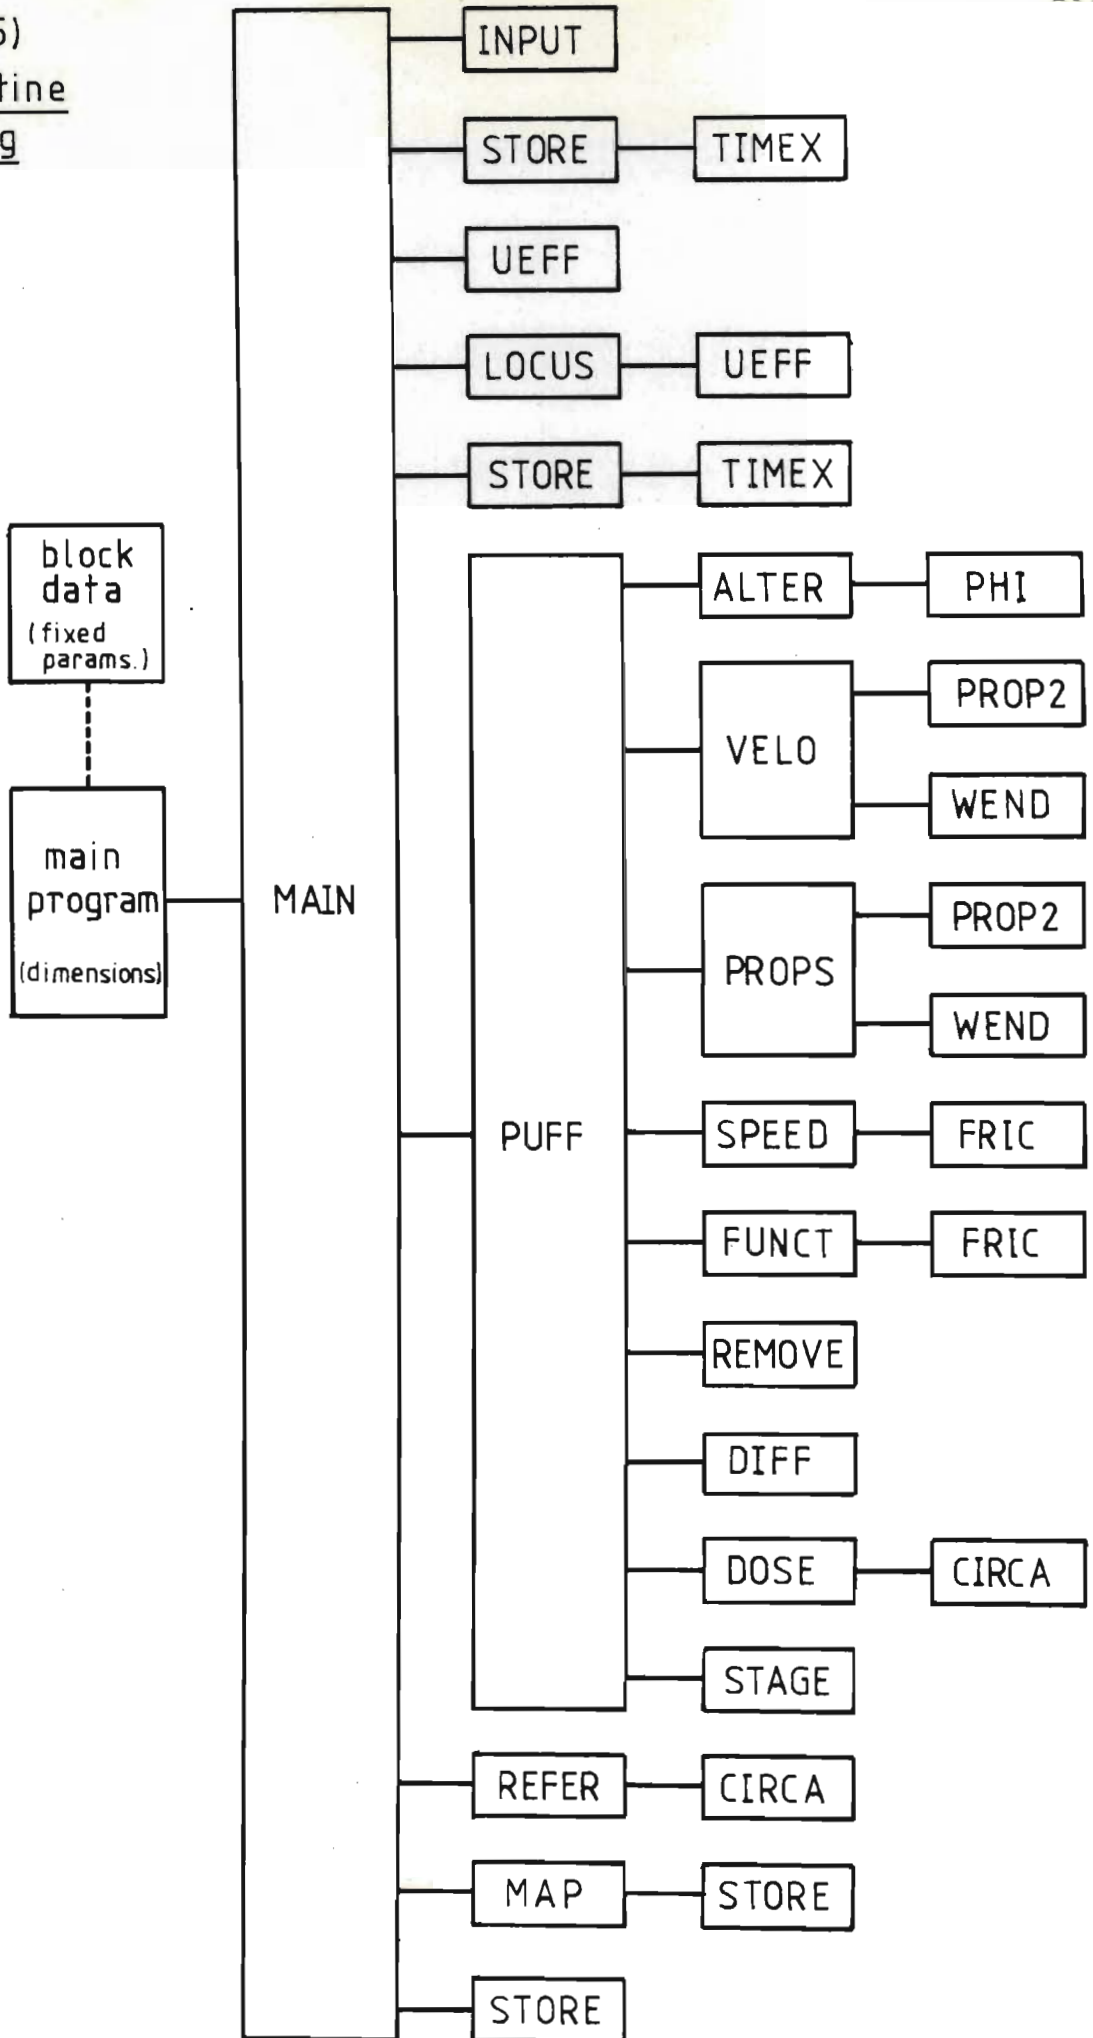 5)
tine
g
INPUT
STORE
TIMEX
UEFF
LOCUS
UEFF
STORE
TIMEX
block
data
(fixed
params.)
main
program
(dimensions)
MAIN
PUFF
ALTER
PHI
VELO
PROP2
WEND
PROPS
PROP2
WEND
SPEED
FRIC
FUNCT
FRIC
REMOVE
DIFF
DOSE
CIRCA
STAGE
REFER
CIRCA
MAP
STORE
STORE